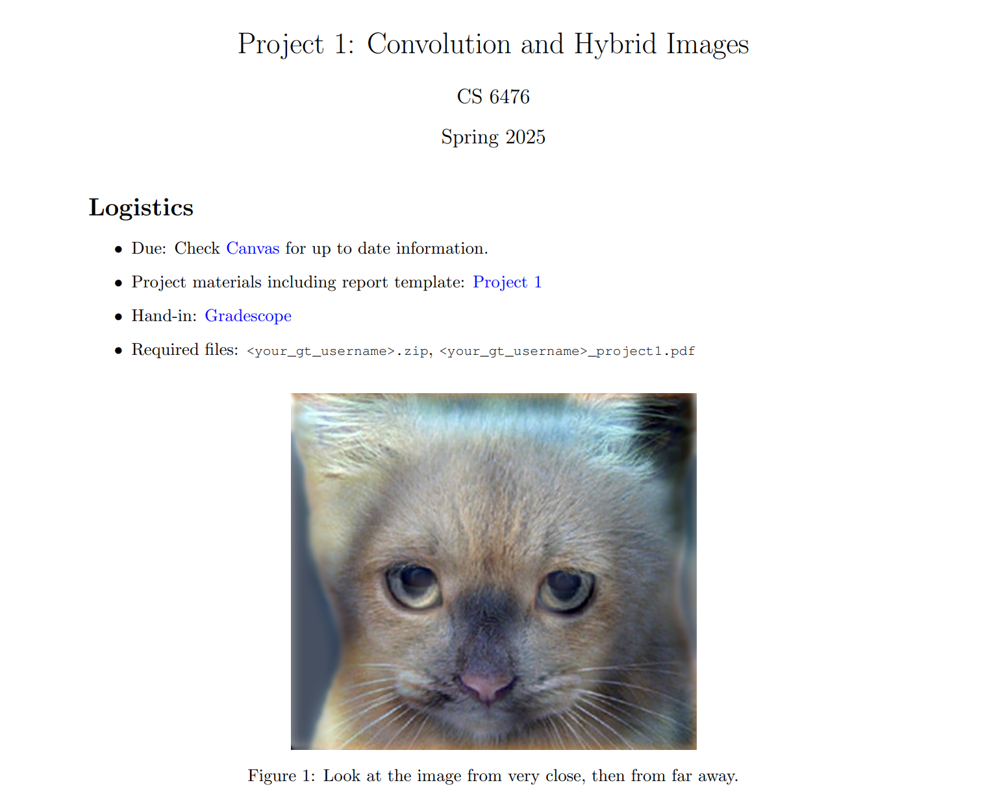 Project 1: Convolution and Hybrid Images
CS 6476
Spring 2025
Logistics
• Due: Check Canvas for up to date information.
• Project materials including report template: Project 1
• Hand-in: Gradescope
• Required files: <your_gt_username>.zip, <your_gt_username>_project1.pdf
Figure 1: Look at the image from very close, then from far away.